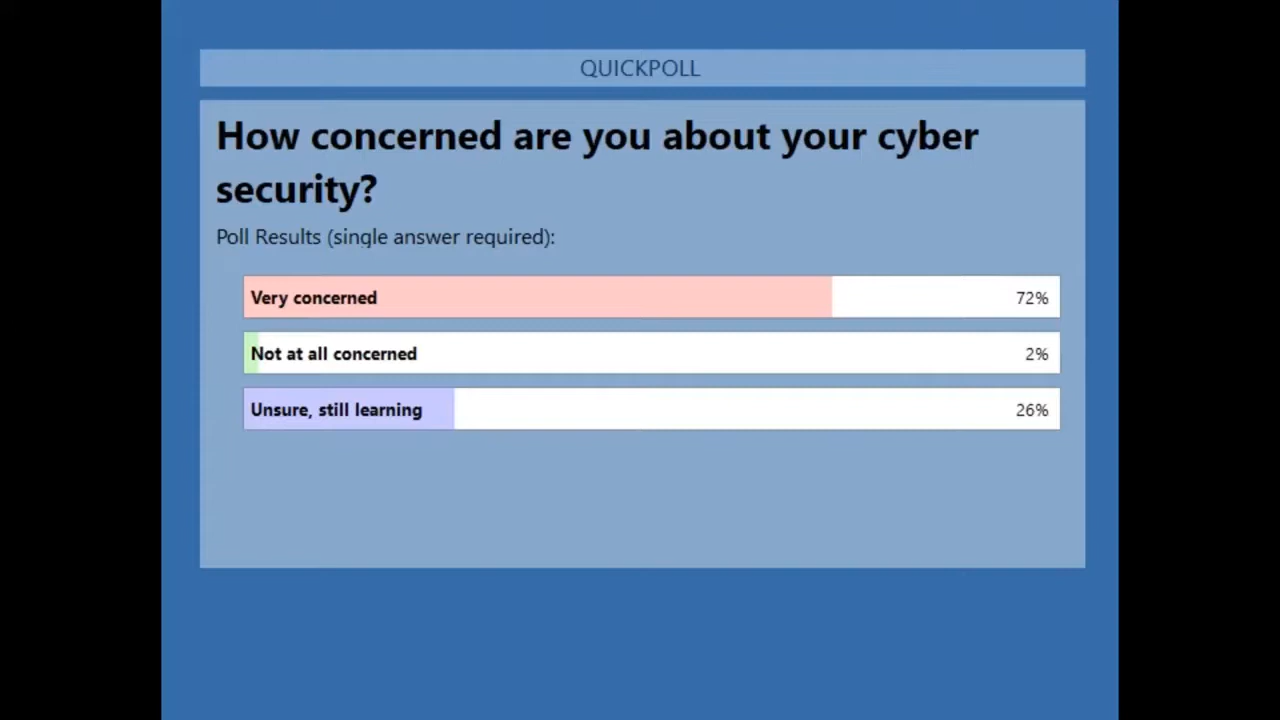 QUICKPOLL
How concerned are you about your cyber
security?
Poll Results (single answer required):
Very concerned 72%
Not at all concerned 2%
Unsure, still learning 26%